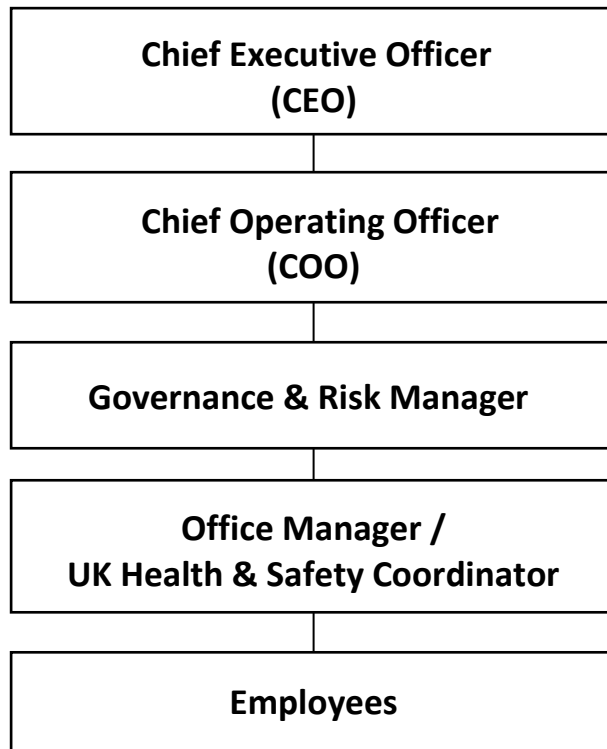 Chief Executive Officer
(CEO)
Chief Operating Officer
(COO)
Governance & Risk Manager
Office Manager /
UK Health & Safety Coordinator
Employees